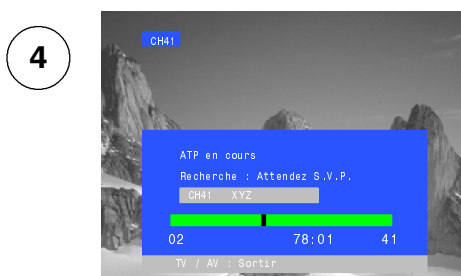 4
CH41
ATP en cours
Recherche : Attendez S.V.P.
CH41 XYZ
02 78:01 41
TV / AV : Sortir